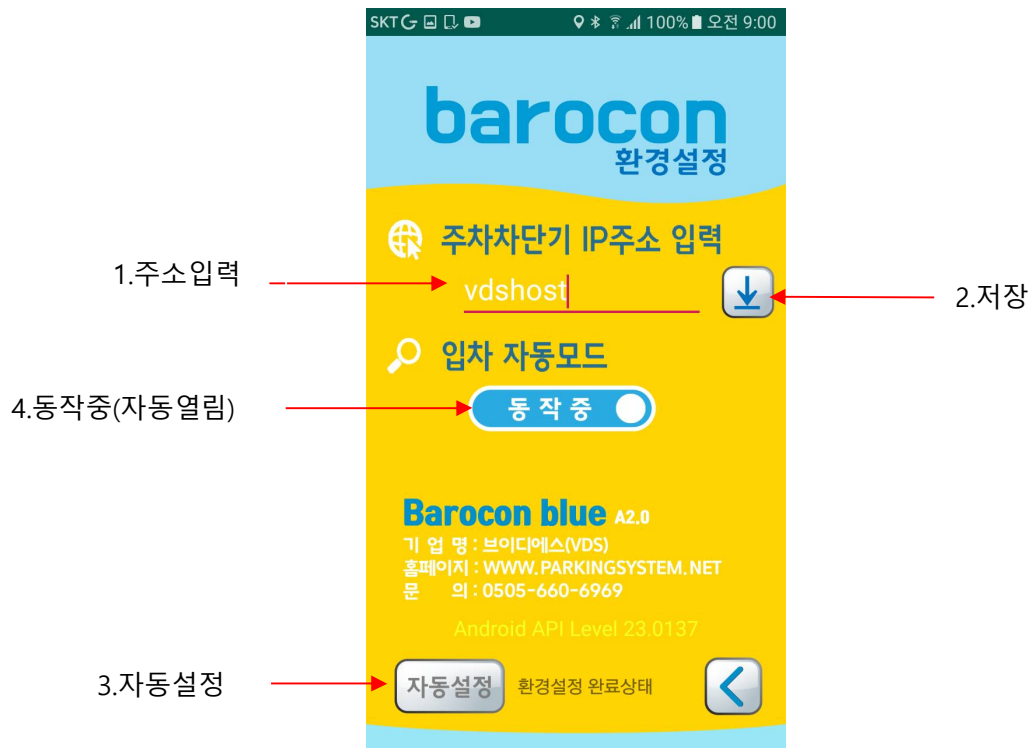 SKT 100% 오전 9:00
barocon
환경설정
주차차단기 IP주소 입력
1.주소입력
vdshost
2.저장
입차 자동모드
4.동작중(자동열림)
동작중
Barocon blue A2.0
기 업 명 : 브이디에스(VDS)
홈페이지 : WWW.PARKINGSYSTEM.NET
문 의 : 0505-660-6969
Android API Level 23.0137
3.자동설정
자동설정 환경설정 완료상태